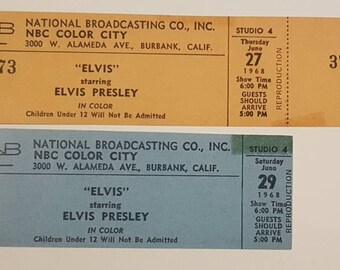 NATIONAL BROADCASTING CO., INC.
NBC COLOR CITY
3000 W. ALAMEDA AVE., BURBANK, CALIF.
"ELVIS"
starring
ELVIS PRESLEY
IN COLOR
Children Under 12 Will Not Be Admitted
73
STUDIO 4
Thursday
June
27
1968
Show Time
6:00 PM
GUESTS
SHOULD
ARRIVE
5:00 PM
REPRODUCTION
NATIONAL BROADCASTING CO., INC.
NBC COLOR CITY
3000 W. ALAMEDA AVE., BURBANK, CALIF.
"ELVIS"
starring
ELVIS PRESLEY
IN COLOR
Children Under 12 Will Not Be Admitted
STUDIO 4
Saturday
June
29
1968
Show Time
6:00 PM
GUESTS
SHOULD
ARRIVE
5:00 PM
REPRODUCTION